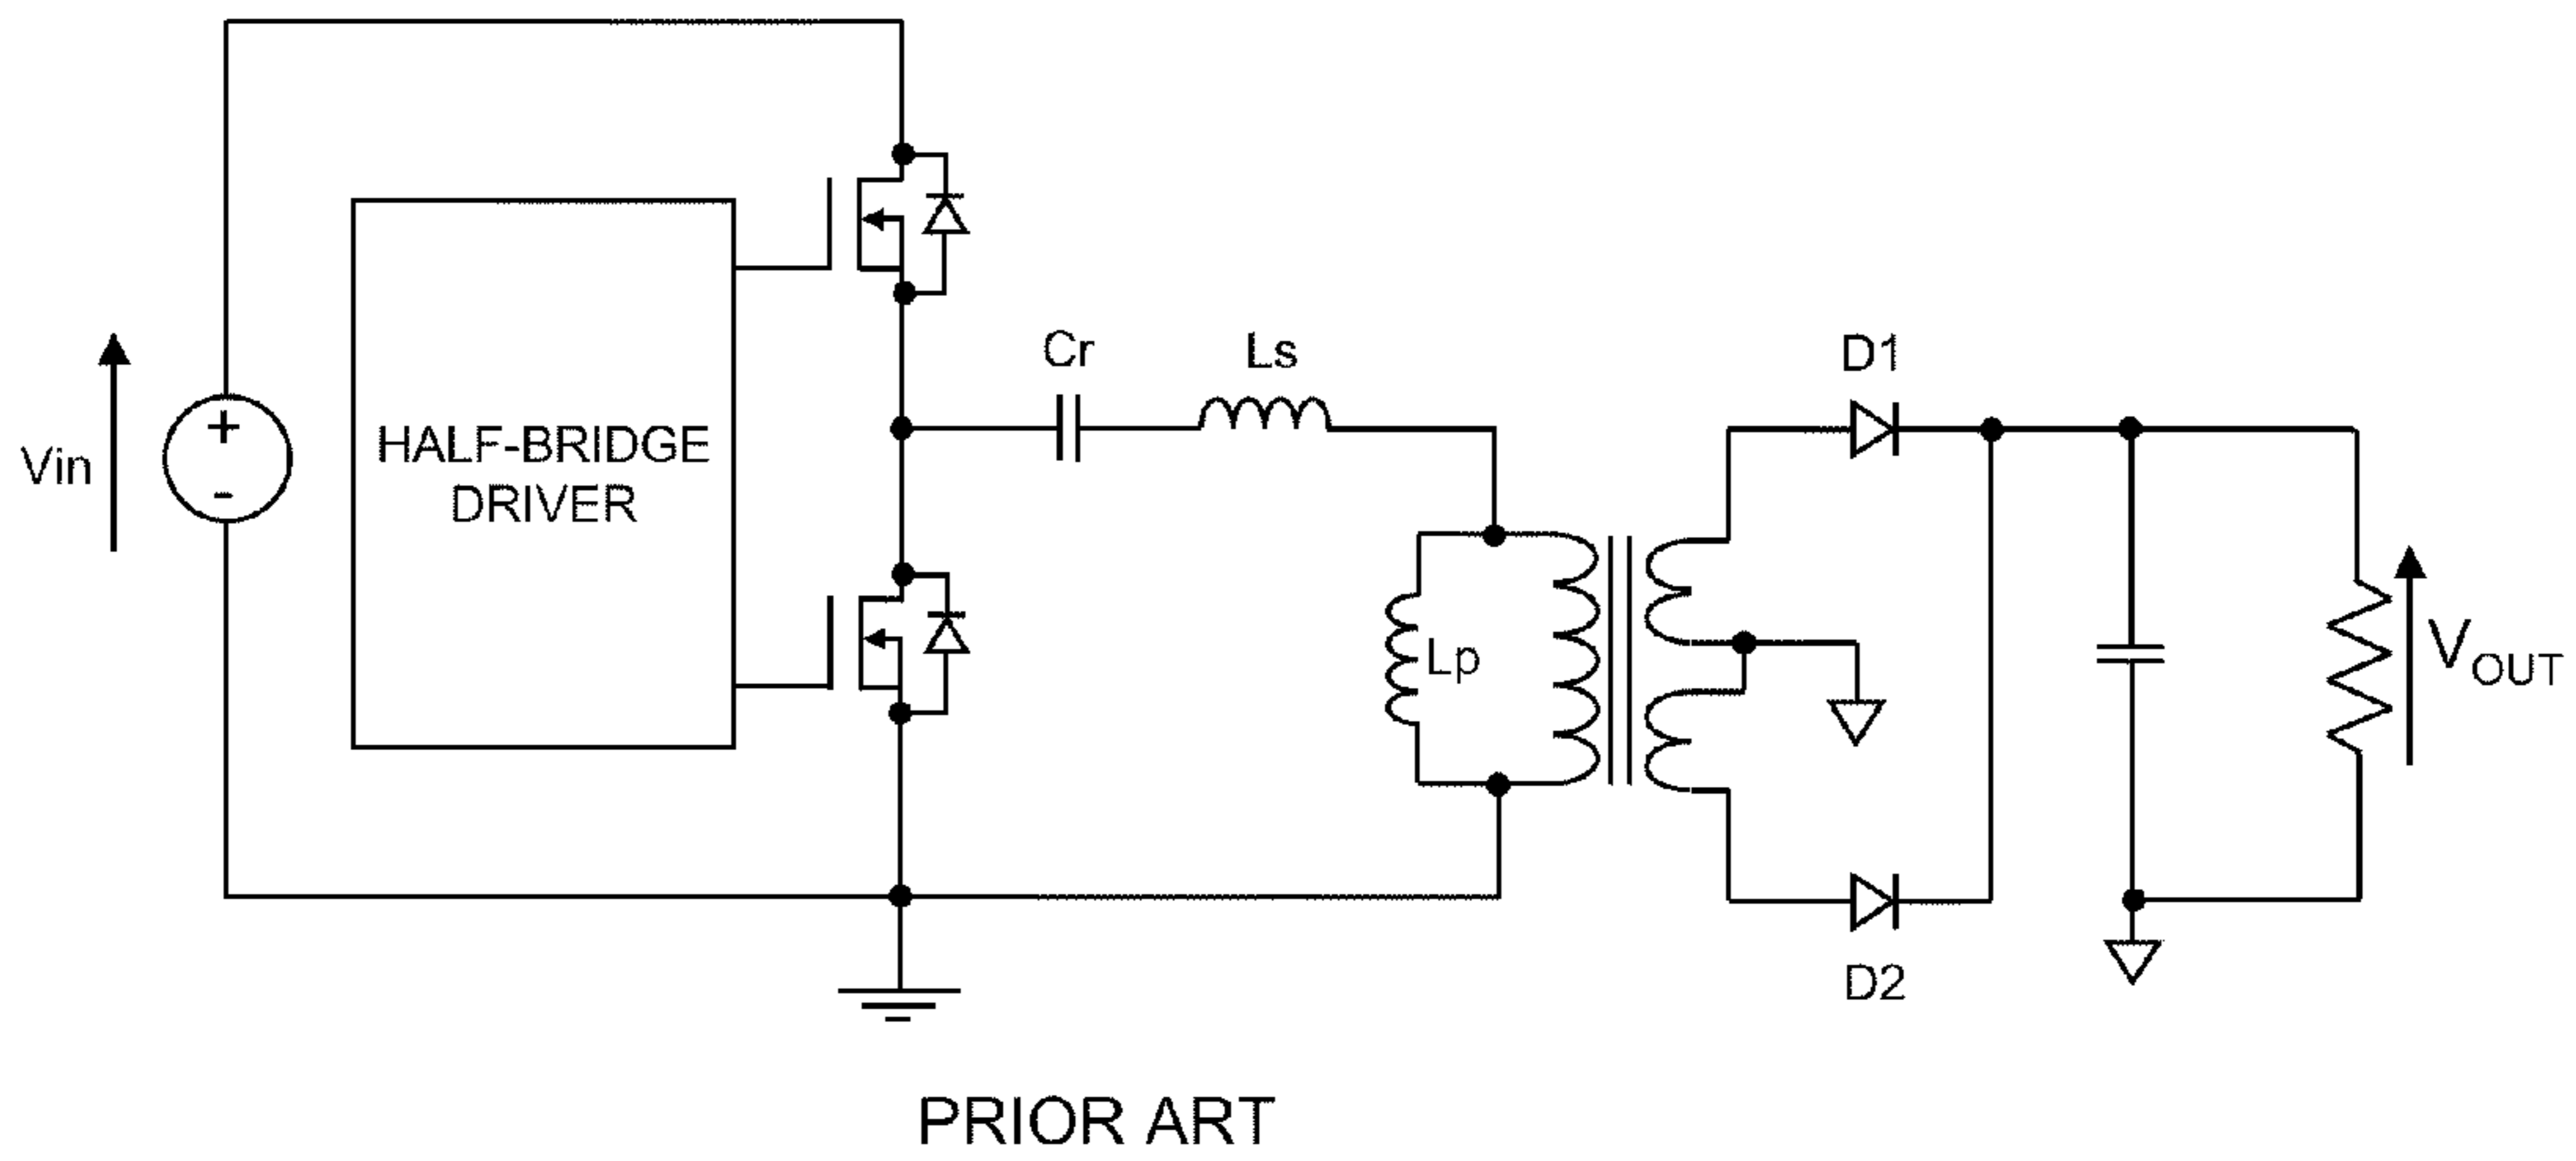 Cr
Ls
D1
Vin
+
-
HALF-BRIDGE
DRIVER
Lp
VOUT
D2
PRIOR ART